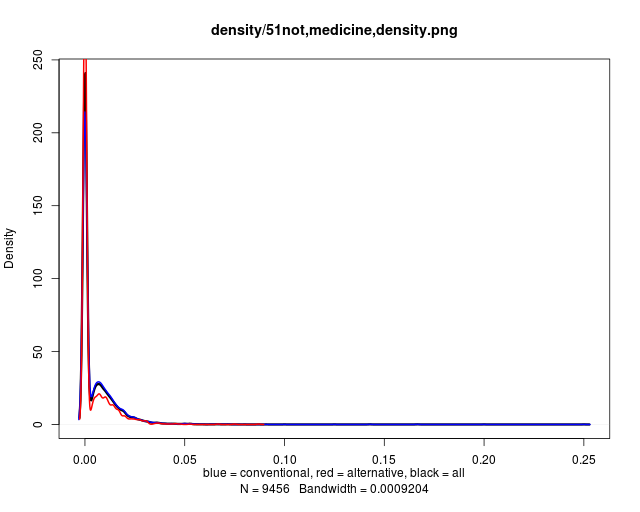 density/51not,medicine,density.png
250
200
150
100
50
0
Density
0.00 0.05 0.10 0.15 0.20 0.25
blue = conventional, red = alternative, black = all
N = 9456 Bandwidth = 0.0009204